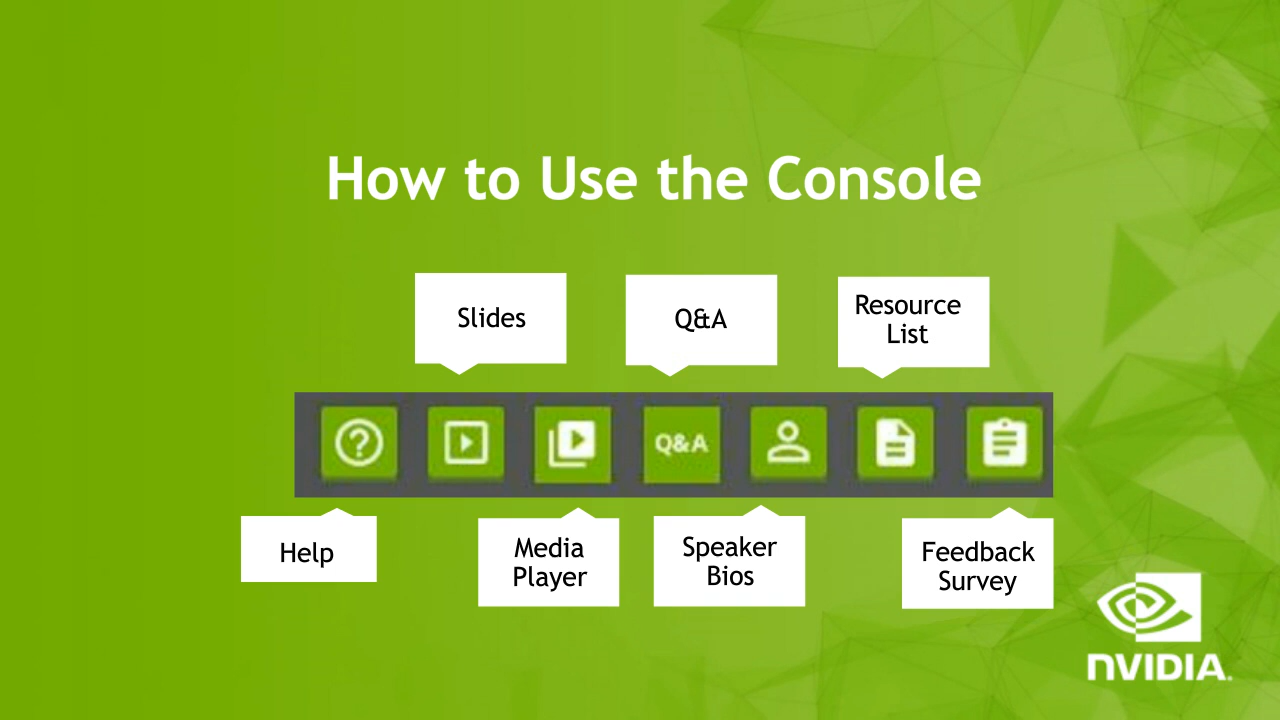 How to Use the Console
Slides
Q&A
Resource
List
Q&A
Help
Media
Player
Speaker
Bios
Feedback
Survey
NVIDIA.